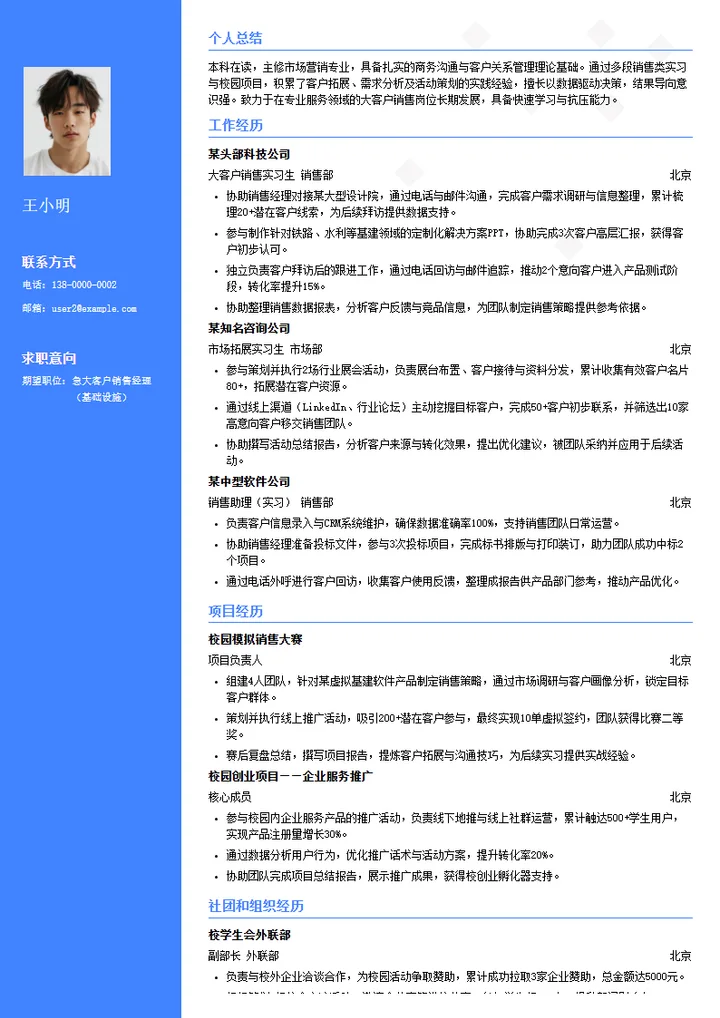 王小明
联系方式
电话：138-0000-0002
邮箱：user2@example.com
求职意向
期望职位：急大客户销售经理
（基础设施）
个人总结
本科在读，主修市场营销专业，具备扎实的商务沟通与客户关系管理理论基础。通过多段销售类实习
与校园项目，积累了客户拓展、需求分析及活动策划的实践经验，擅长以数据驱动决策，结果导向意
识强。致力于在专业服务领域的大客户销售岗位长期发展，具备快速学习与抗压能力。
工作经历
某头部科技公司
大客户销售实习生 销售部 北京
• 协助销售经理对接某大型设计院，通过电话与邮件沟通，完成客户需求调研与信息整理，累计梳
理20+潜在客户线索，为后续拜访提供数据支持。
• 参与制作针对铁路、水利等基建领域的定制化解决方案PPT，协助完成3次客户高层汇报，获得客
户初步认可。
• 独立负责客户拜访后的跟进工作，通过电话回访与邮件追踪，推动2个意向客户进入产品测试阶
段，转化率提升15%。
• 协助整理销售数据报表，分析客户反馈与竞品信息，为团队制定销售策略提供参考依据。
某知名咨询公司
市场拓展实习生 市场部 北京
• 参与策划并执行2场行业展会活动，负责展台布置、客户接待与资料分发，累计收集有效客户名片
80+，拓展潜在客户资源。
• 通过线上渠道（LinkedIn、行业论坛）主动挖掘目标客户，完成50+客户初步联系，并筛选出10家
高意向客户移交销售团队。
• 协助撰写活动总结报告，分析客户来源与转化效果，提出优化建议，被团队采纳并应用于后续活
动。
某中型软件公司
销售助理（实习） 销售部 北京
• 负责客户信息录入与CRM系统维护，确保数据准确率100%，支持销售团队日常运营。
• 协助销售经理准备投标文件，参与3次投标项目，完成标书排版与打印装订，助力团队成功中标2
个项目。
• 通过电话外呼进行客户回访，收集客户使用反馈，整理成报告供产品部门参考，推动产品优化。
项目经历
校园模拟销售大赛
项目负责人 北京
• 组建4人团队，针对某虚拟基建软件产品制定销售策略，通过市场调研与客户画像分析，锁定目标
客户群体。
• 策划并执行线上推广活动，吸引200+潜在客户参与，最终实现10单虚拟签约，团队获得比赛二等
奖。
• 赛后复盘总结，撰写项目报告，提炼客户拓展与沟通技巧，为后续实习提供实战经验。
校园创业项目——企业服务推广
核心成员 北京
• 参与校园内企业服务产品的推广活动，负责线下地推与线上社群运营，累计触达500+学生用户，
实现产品注册量增长30%。
• 通过数据分析用户行为，优化推广话术与活动方案，提升转化率20%。
• 协助团队完成项目总结报告，展示推广成果，获得校创业孵化器支持。
社团和组织经历
校学生会外联部
副部长 外联部 北京
• 负责与校外企业洽谈合作，为校园活动争取赞助，累计成功拉取3家企业赞助，总金额达5000元。